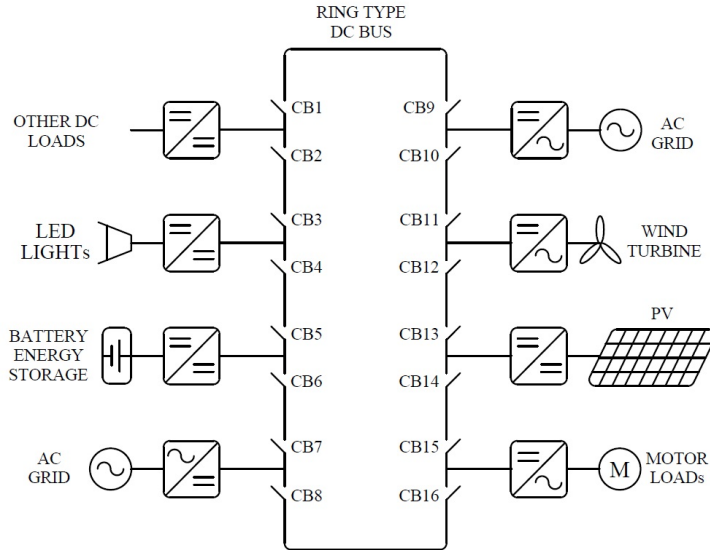 RING TYPE
DC BUS
OTHER DC
LOADS
CB1
CB2
CB9
CB10
AC
GRID
LED
LIGHTs
CB3
CB4
CB11
CB12
WIND
TURBINE
BATTERY
ENERGY
STORAGE
CB5
CB6
CB13
CB14
PV
AC
GRID
CB7
CB8
CB15
CB16
M
MOTOR
LOADs